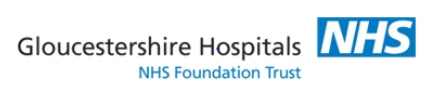 Gloucestershire Hospitals NHS
NHS Foundation Trust